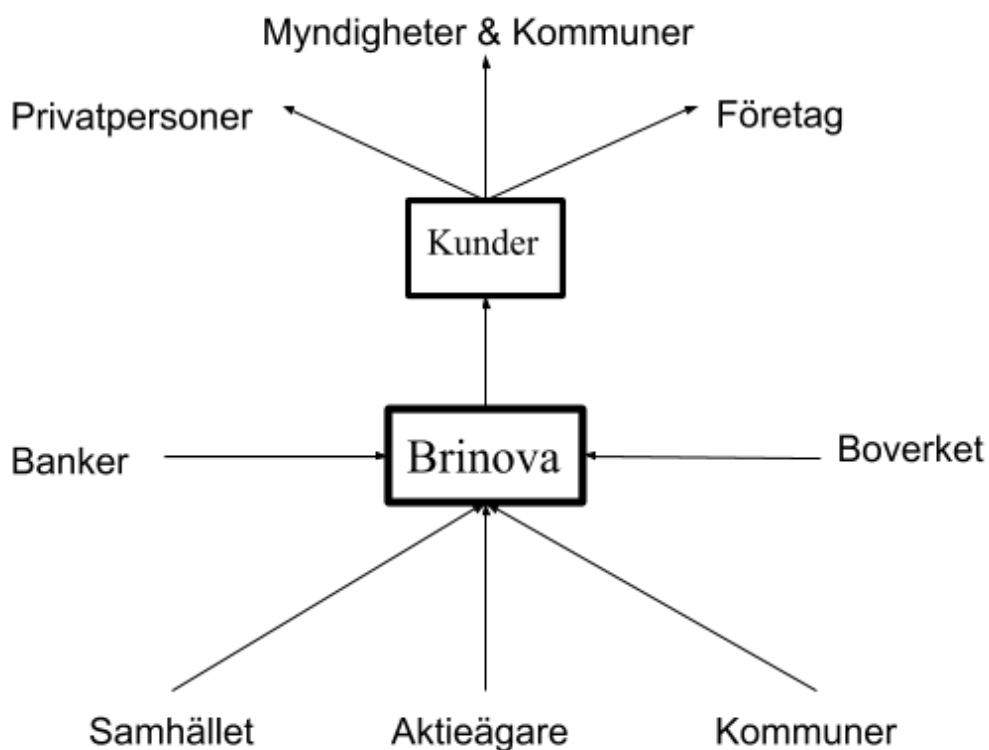 Myndigheter & Kommuner
Privatpersoner
Företag
Kunder
Banker
Brinova
Boverket
Samhället
Aktieägare
Kommuner